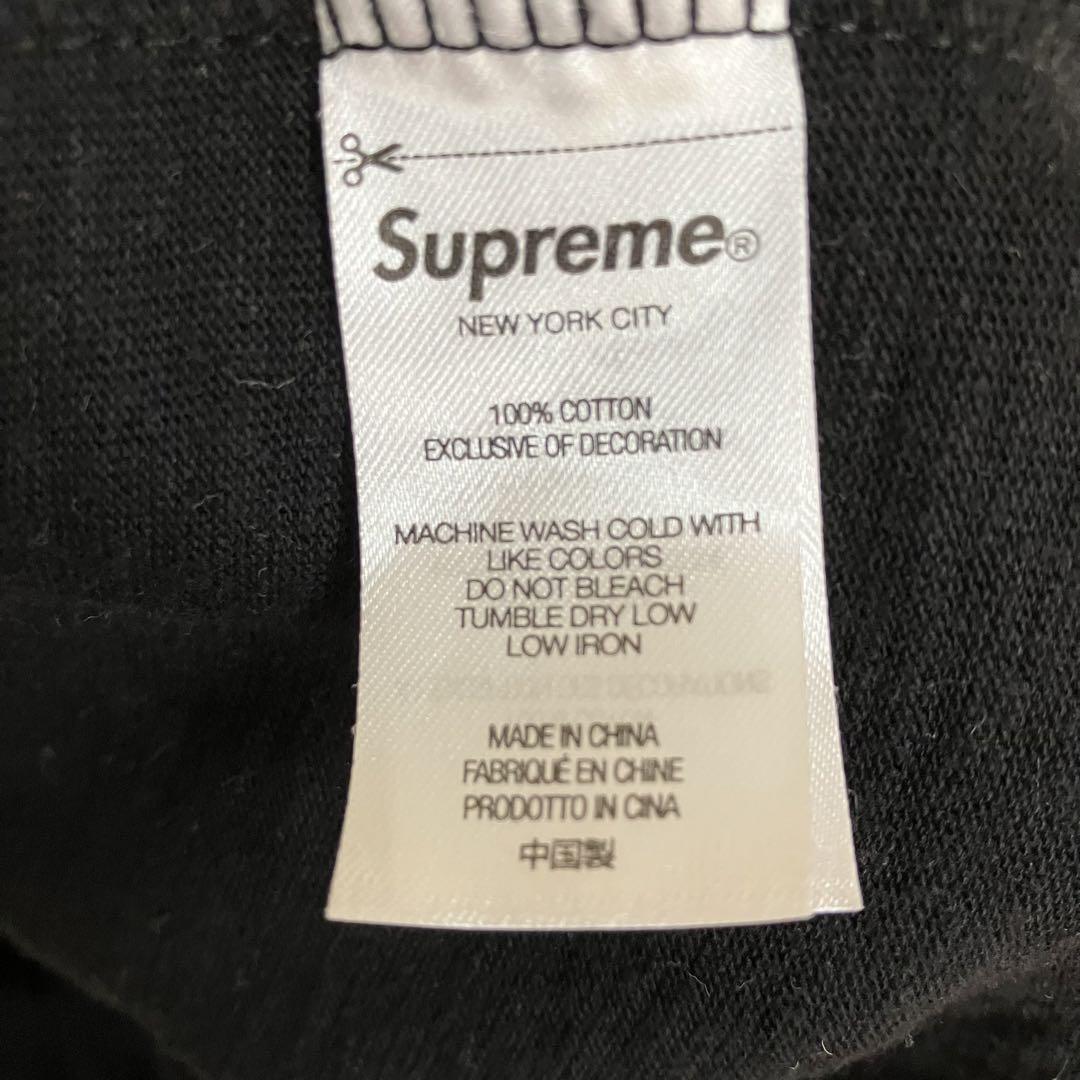 Supreme®
NEW YORK CITY
100% COTTON
EXCLUSIVE OF DECORATION
MACHINE WASH COLD WITH
LIKE COLORS
DO NOT BLEACH
TUMBLE DRY LOW
LOW IRON
MADE IN CHINA
FABRIQUÉ EN CHINE
PRODOTTO IN CINA
中国製